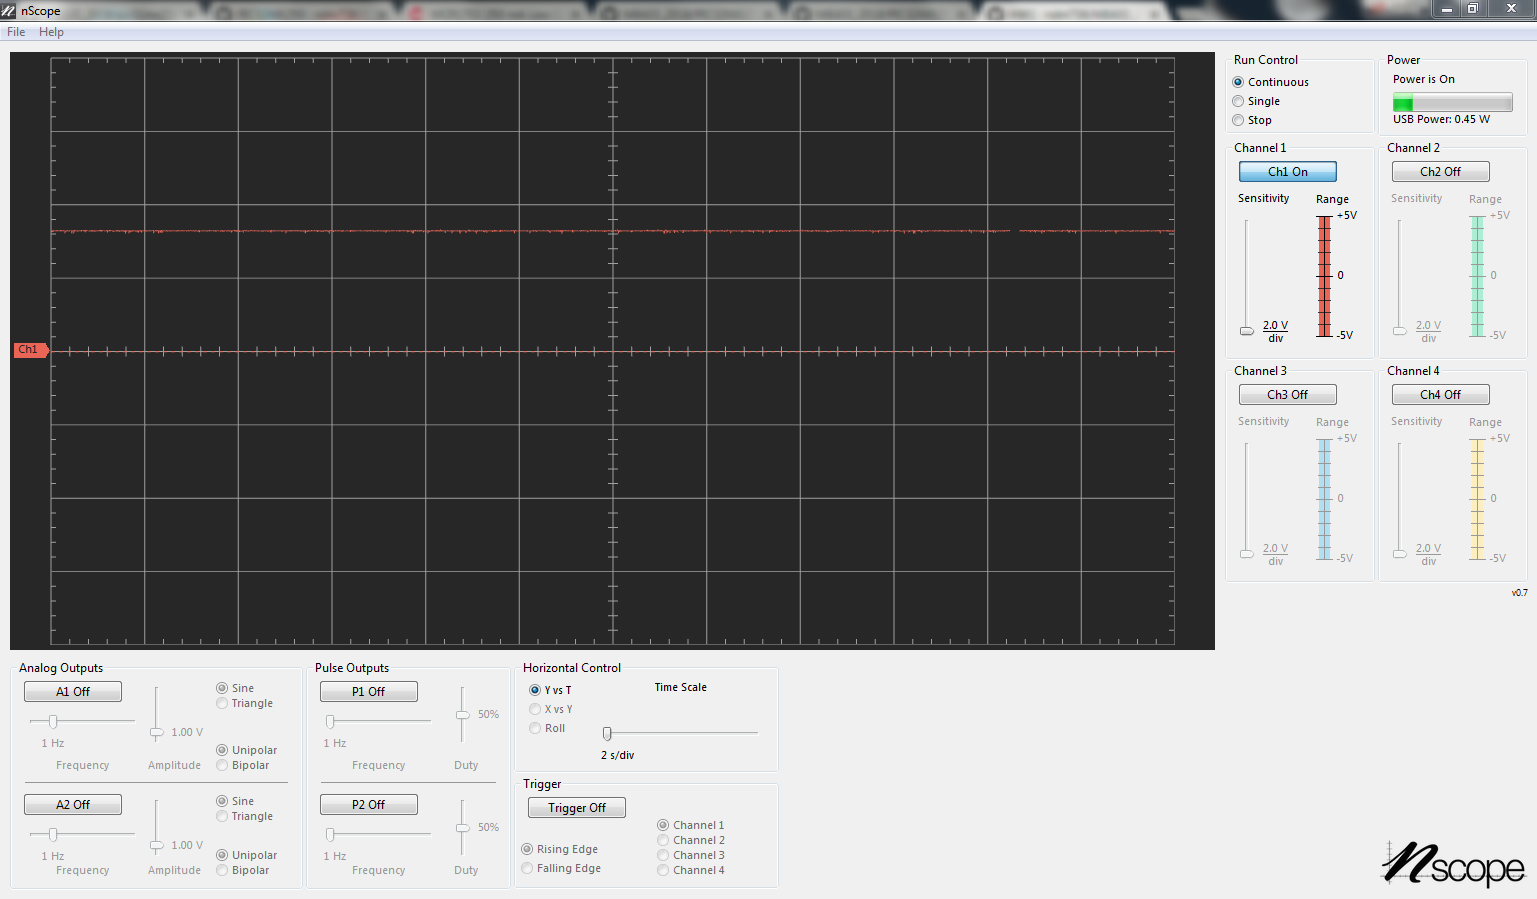 nScope
File Help
Ch1
Run Control
Continuous
Single
Stop
Power
Power is On
USB Power: 0.45 W
Channel 1
Ch1 On
Sensitivity
Range
+5V
0
-5V
2.0 V
div
Channel 2
Ch2 Off
Sensitivity
Range
+5V
0
-5V
2.0 V
div
Channel 3
Ch3 Off
Sensitivity
Range
+5V
0
-5V
2.0 V
div
Channel 4
Ch4 Off
Sensitivity
Range
+5V
0
-5V
2.0 V
div
v0.7
Analog Outputs
A1 Off
1 Hz
Frequency
1.00 V
Amplitude
Sine
Triangle
Unipolar
Bipolar
A2 Off
1 Hz
Frequency
1.00 V
Amplitude
Sine
Triangle
Unipolar
Bipolar
Pulse Outputs
P1 Off
1 Hz
Frequency
50%
Duty
P2 Off
1 Hz
Frequency
50%
Duty
Horizontal Control
Y vs T
X vs Y
Roll
Time Scale
2 s/div
Trigger
Trigger Off
Rising Edge
Falling Edge
Channel 1
Channel 2
Channel 3
Channel 4
nscope